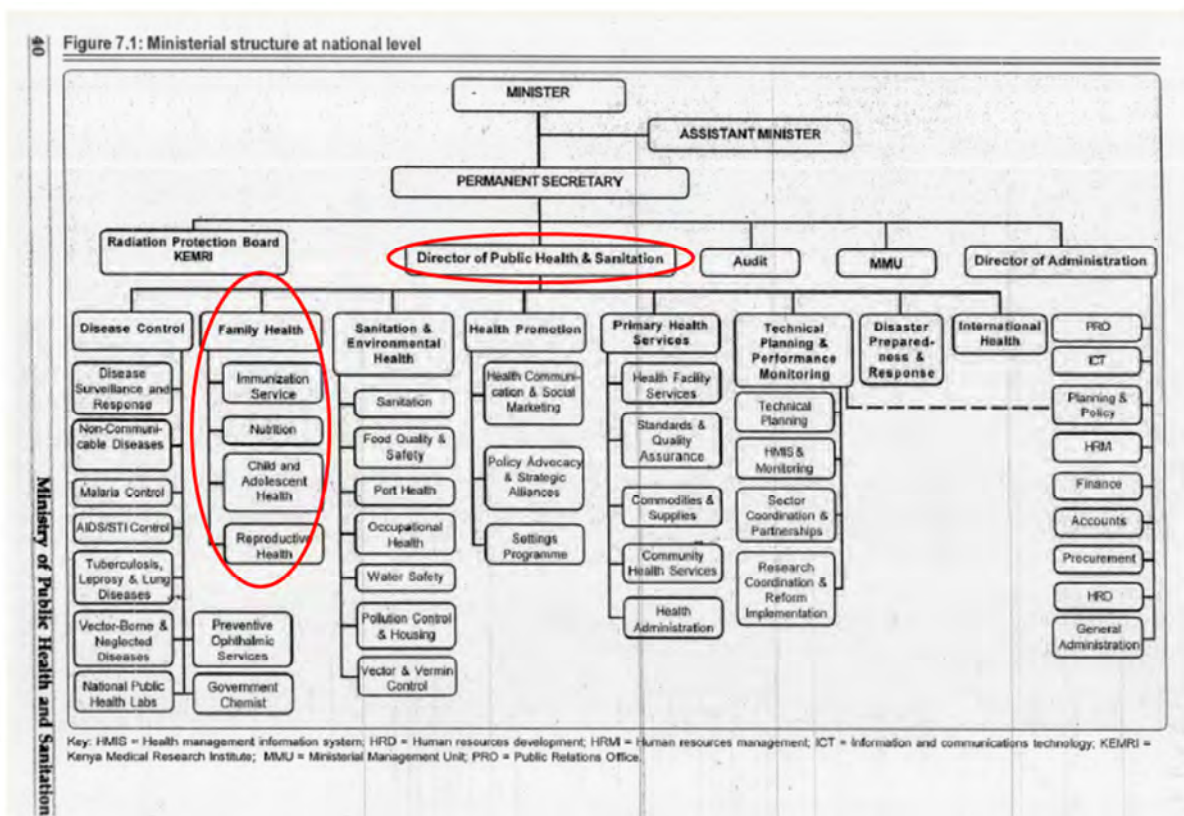 40
Figure 7.1: Ministerial structure at national level
MINISTER
ASSISTANT MINISTER
PERMANENT SECRETARY
Radiation Protection Board
KEMRI
Director of Public Health & Sanitation
Audit
MMU
Director of Administration
Disease Control
Disease
Surveillance and
Response
Non-Communi-
cable Diseases
Malaria Control
AIDS/STI Control
Tuberculosis,
Leprosy & Lung
Diseases
Vector-Borne &
Neglected
Diseases
National Public
Health Labs
Preventive
Ophthalmic
Services
Government
Chemist
Family Health
Immunization
Service
Nutrition
Child and
Adolescent
Health
Reproductive
Health
Sanitation &
Environmental
Health
Sanitation
Food Quality &
Safety
Port Health
Occupational
Health
Water Safety
Pollution Control
& Housing
Vector & Vermin
Control
Health Promotion
Health Communi-
cation & Social
Marketing
Policy Advocacy
& Strategic
Alliances
Settings
Programme
Primary Health
Services
Health Facility
Services
Standards &
Quality
Assurance
Commodities &
Supplies
Community
Health Services
Health
Administration
Technical
Planning &
Performance
Monitoring
Technical
Planning
HMIS &
Monitoring
Sector
Coordination &
Partnerships
Research
Coordination &
Reform
Implementation
Disaster
Prepared-
ness &
Response
International
Health
PRO
ICT
Planning &
Policy
HRM
Finance
Accounts
Procurement
HRD
General
Administration
Key: HMIS = Health management information system; HRD = Human resources development; HRM = Human resources management; ICT = Information and communications technology; KEMRI =
Kenya Medical Research Institute; MMU = Ministerial Management Unit; PRO = Public Relations Office.
Ministry of Public Health and Sanitation